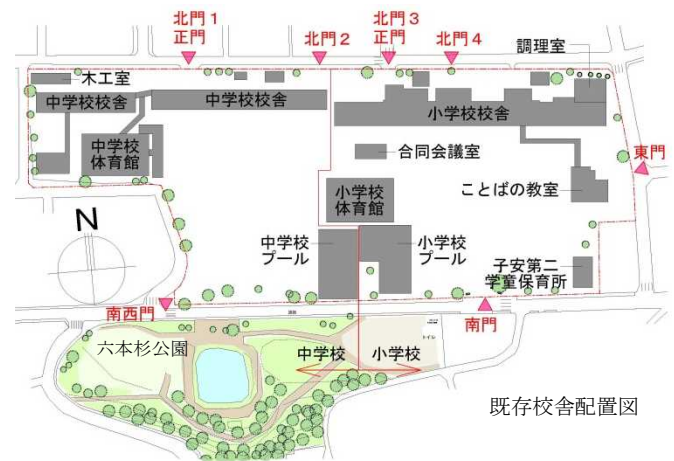 北門1
正門
北門2
北門3
正門
北門4
調理室
木工室
中学校校舎
中学校校舎
小学校校舎
中学校
体育館
合同会議室
東門
ことばの教室
小学校
体育館
N
中学校
プール
小学校
プール
子安第二
学童保育所
南西門
南門
六本杉公園
中学校
小学校
トイレ
既存校舎配置図